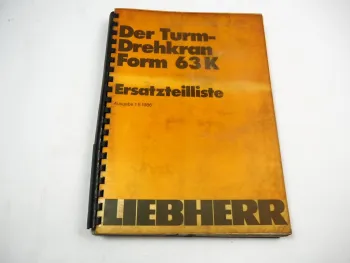 Der Turm-
Drehkran
Form 63 K
Ersatzteilliste
LIEBHERR